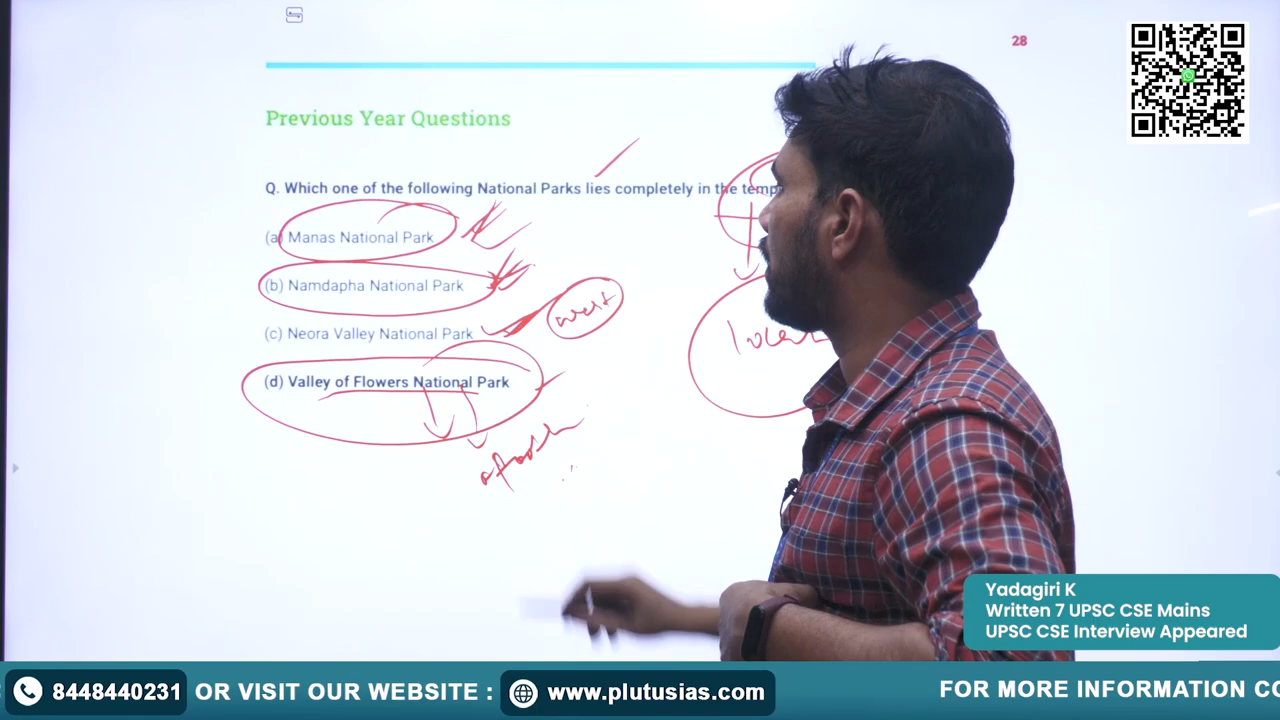 28
Previous Year Questions
Q. Which one of the following National Parks lies completely in the temp
(a) Manas National Park
(b) Namdapha National Park
(c) Neora Valley National Park
(d) Valley of Flowers National Park
Yadagiri K
Written 7 UPSC CSE Mains
UPSC CSE Interview Appeared
8448440231 OR VISIT OUR WEBSITE : www.plutusias.com FOR MORE INFORMATION CO